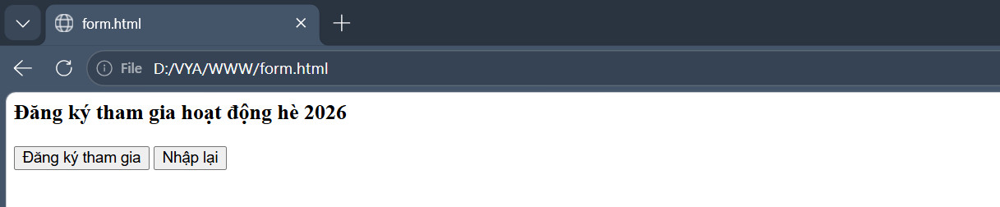 form.html
File D:/VYA/WWW/form.html
Đăng ký tham gia hoạt động hè 2026
Đăng ký tham gia Nhập lại